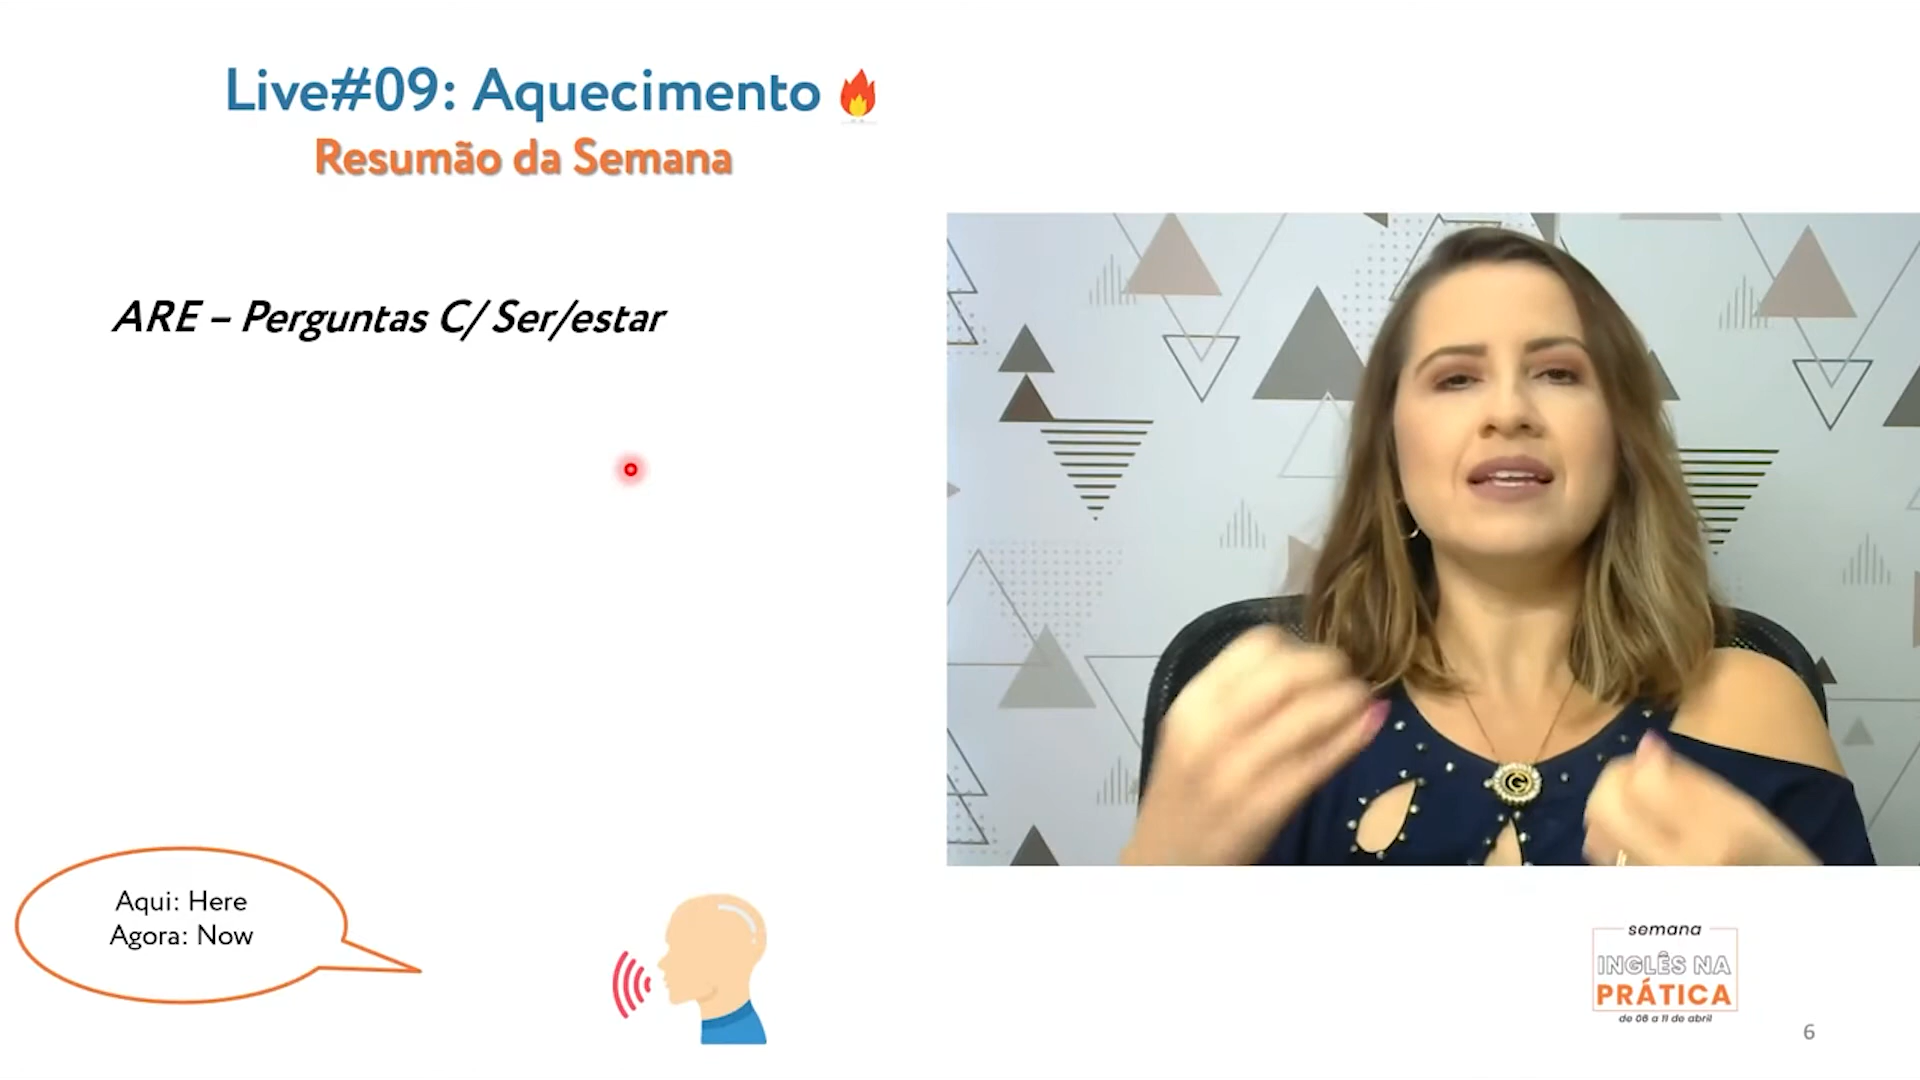 Live#09: Aquecimento
Resumão da Semana
ARE – Perguntas C/ Ser/estar
Aqui: Here
Agora: Now
semana
INGLÊS NA
PRÁTICA
de 06 a 11 de abril
6
G